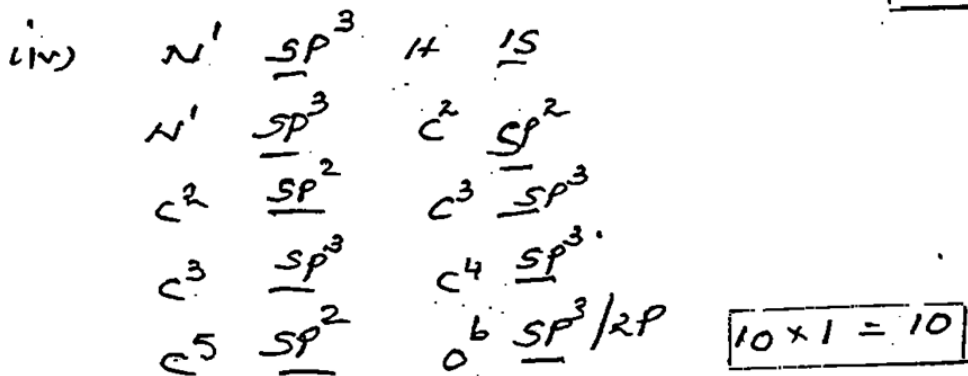 (iv) N¹ SP³ H 1S
N¹ SP³ C² SP²
C² SP² C³ SP³
C³ SP³ C⁴ SP³.
C⁵ SP² O⁶ SP³/2P 10 × 1 = 10